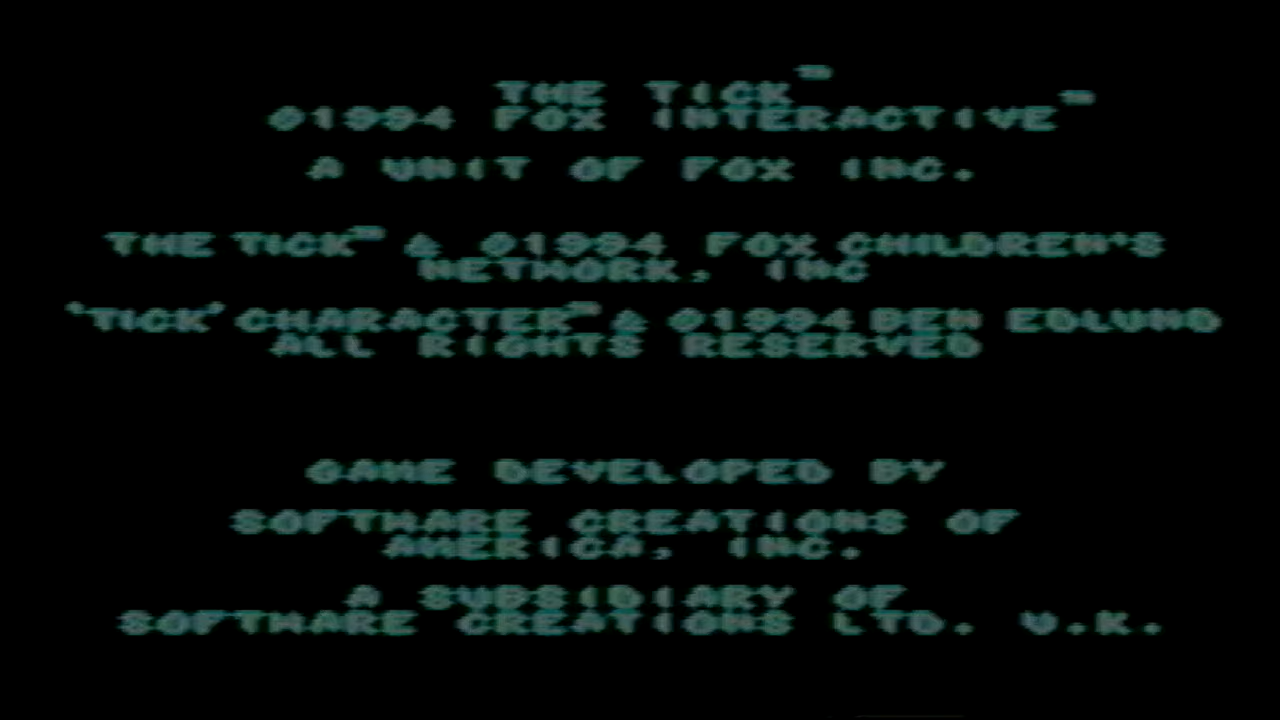 THE TICK™
©1994 FOX INTERACTIVE™
A UNIT OF FOX INC.
THE TICK™ & ©1994 FOX CHILDREN'S
NETWORK, INC
'TICK' CHARACTER™ & ©1994 BEN EDLUND
ALL RIGHTS RESERVED
GAME DEVELOPED BY
SOFTWARE CREATIONS OF
AMERICA, INC.
A SUBSIDIARY OF
SOFTWARE CREATIONS LTD. U.K.